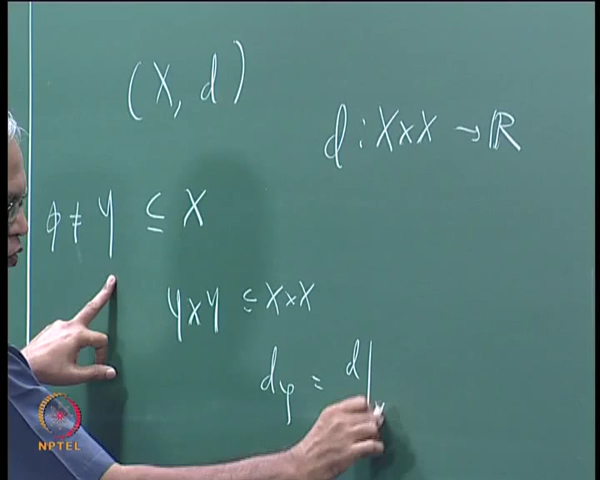 (X, d)
d : X×X → ℝ
φ ≠ Y ⊆ X
Y×Y ⊆ X×X
d_Y = d|
NPTEL